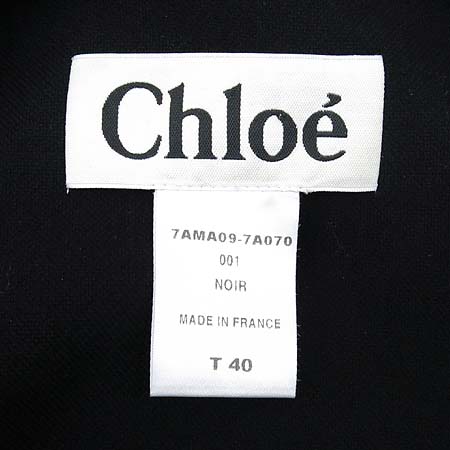 Chloé
7AMA09-7A070
001
NOIR
MADE IN FRANCE
T 40